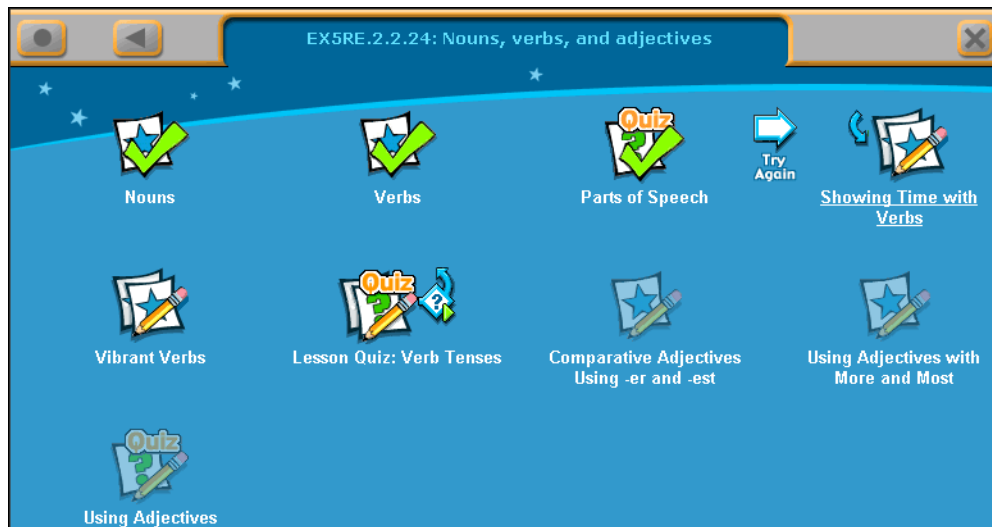 EX5RE.2.2.24: Nouns, verbs, and adjectives
Nouns
Verbs
Quiz
?
Parts of Speech
Try
Again
Showing Time with
Verbs
Vibrant Verbs
Quiz
?
?
Lesson Quiz: Verb Tenses
Comparative Adjectives
Using -er and -est
Using Adjectives with
More and Most
Quiz
?
Using Adjectives